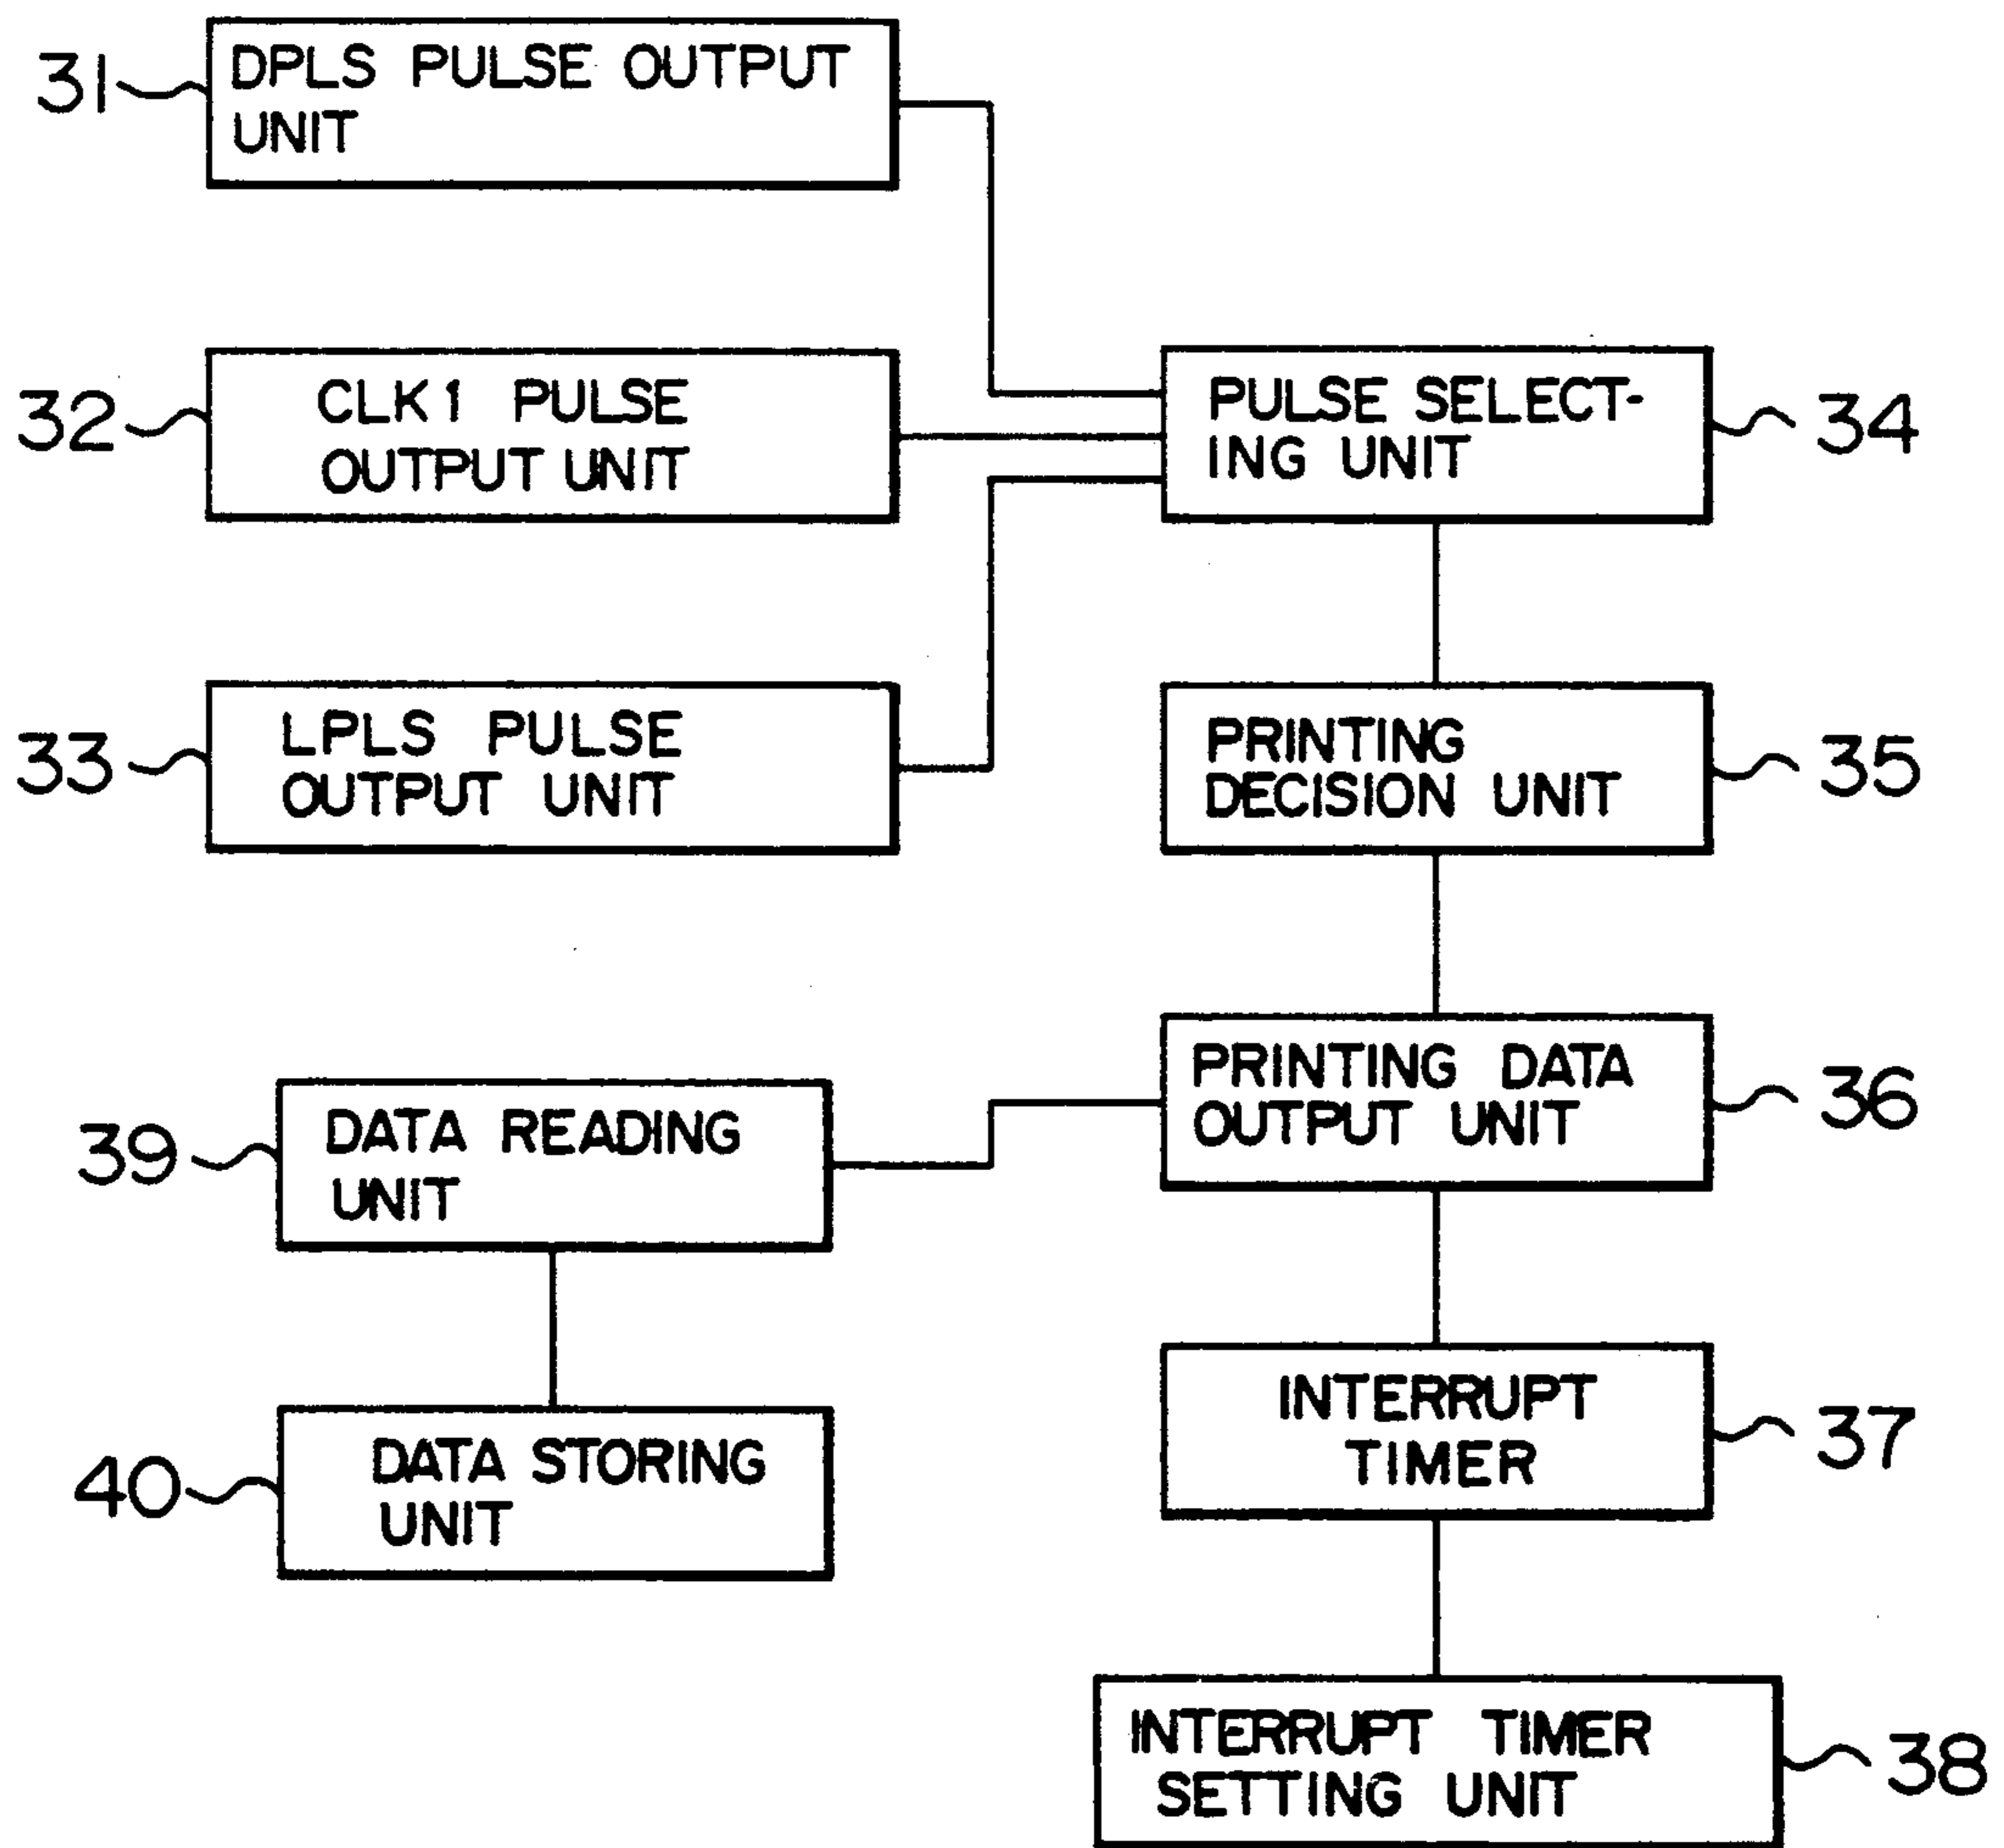 31
DPLS PULSE OUTPUT
UNIT
32
CLK1 PULSE
OUTPUT UNIT
PULSE SELECT-
ING UNIT
34
33
LPLS PULSE
OUTPUT UNIT
PRINTING
DECISION UNIT
35
PRINTING DATA
OUTPUT UNIT
36
39
DATA READING
UNIT
INTERRUPT
TIMER
37
40
DATA STORING
UNIT
INTERRUPT TIMER
SETTING UNIT
38